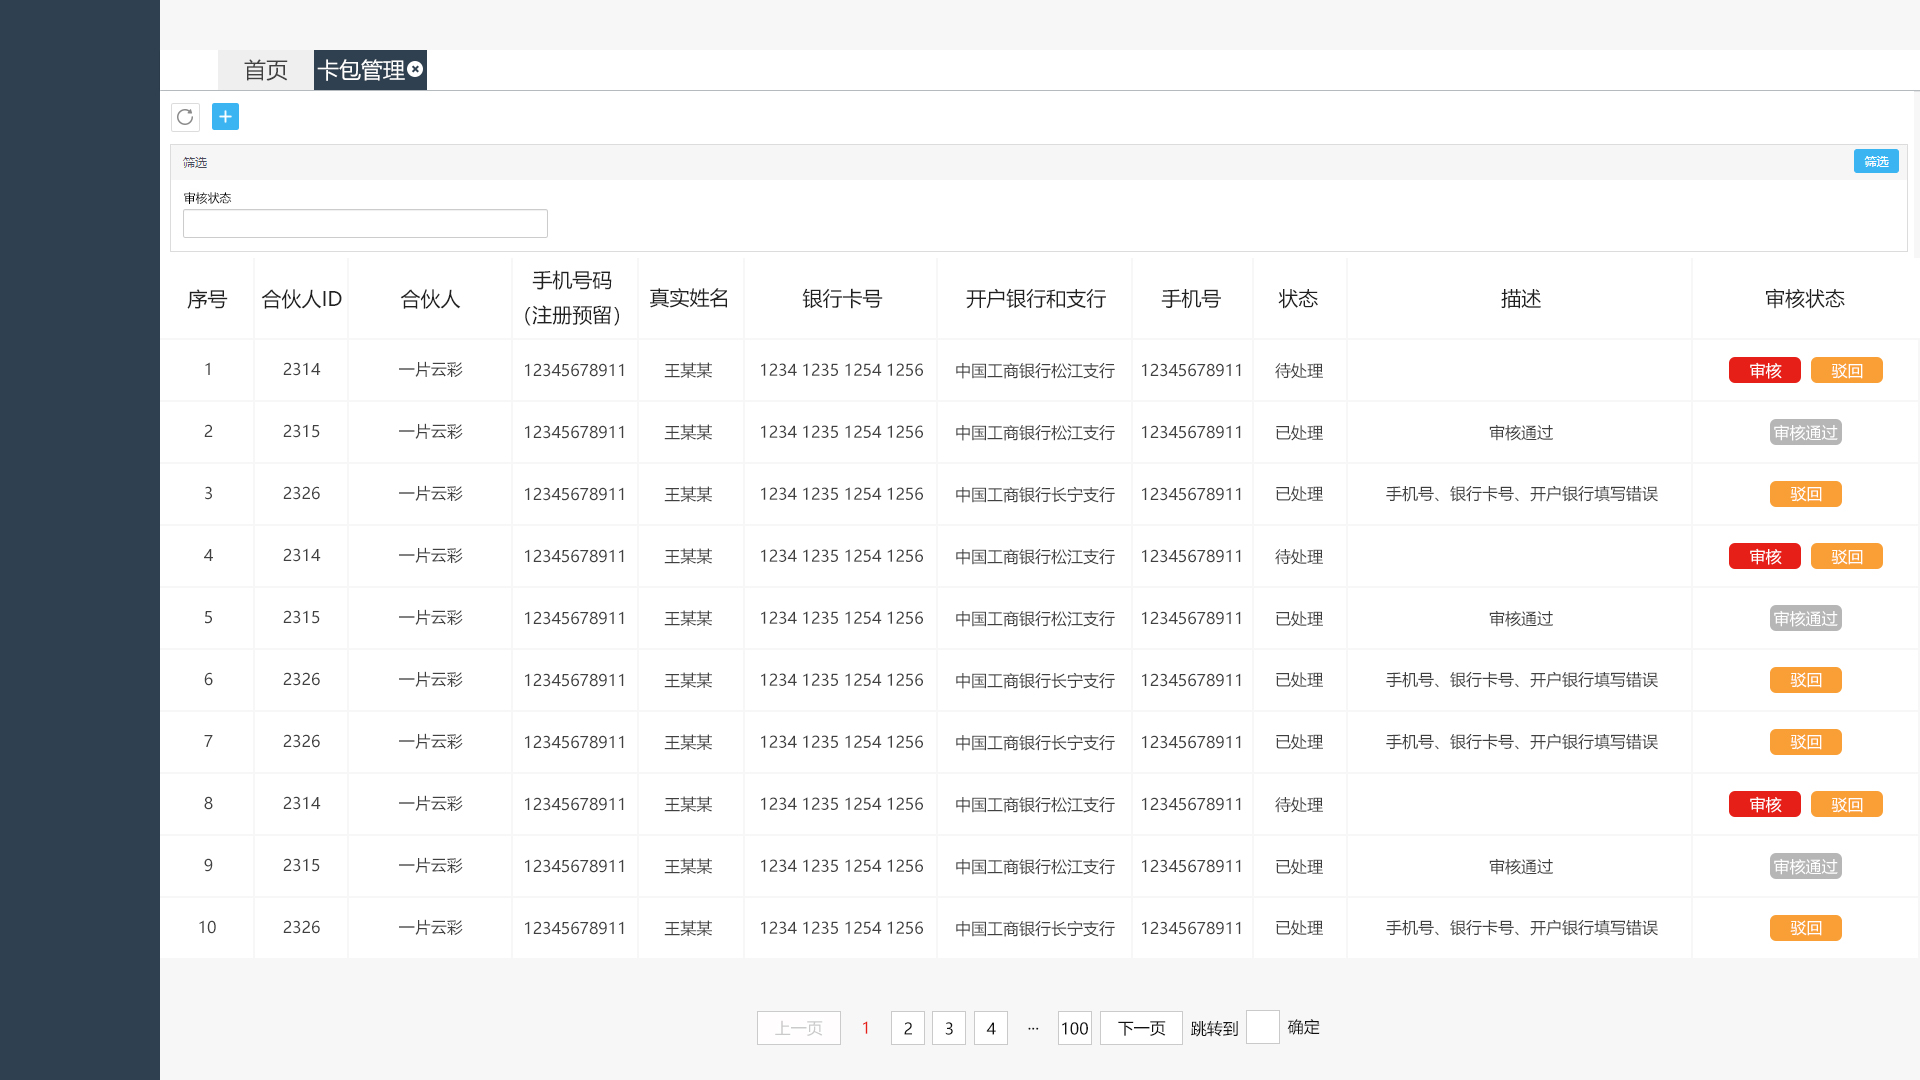 首页 卡包管理
筛选 筛选
审核状态
序号 合伙人ID 合伙人 手机号码 (注册预留) 真实姓名 银行卡号 开户银行和支行 手机号 状态 描述 审核状态
1 2314 一片云彩 12345678911 王某某 1234 1235 1254 1256 中国工商银行松江支行 12345678911 待处理 审核 驳回
2 2315 一片云彩 12345678911 王某某 1234 1235 1254 1256 中国工商银行松江支行 12345678911 已处理 审核通过 审核通过
3 2326 一片云彩 12345678911 王某某 1234 1235 1254 1256 中国工商银行长宁支行 12345678911 已处理 手机号、银行卡号、开户银行填写错误 驳回
4 2314 一片云彩 12345678911 王某某 1234 1235 1254 1256 中国工商银行松江支行 12345678911 待处理 审核 驳回
5 2315 一片云彩 12345678911 王某某 1234 1235 1254 1256 中国工商银行松江支行 12345678911 已处理 审核通过 审核通过
6 2326 一片云彩 12345678911 王某某 1234 1235 1254 1256 中国工商银行长宁支行 12345678911 已处理 手机号、银行卡号、开户银行填写错误 驳回
7 2326 一片云彩 12345678911 王某某 1234 1235 1254 1256 中国工商银行长宁支行 12345678911 已处理 手机号、银行卡号、开户银行填写错误 驳回
8 2314 一片云彩 12345678911 王某某 1234 1235 1254 1256 中国工商银行松江支行 12345678911 待处理 审核 驳回
9 2315 一片云彩 12345678911 王某某 1234 1235 1254 1256 中国工商银行松江支行 12345678911 已处理 审核通过 审核通过
10 2326 一片云彩 12345678911 王某某 1234 1235 1254 1256 中国工商银行长宁支行 12345678911 已处理 手机号、银行卡号、开户银行填写错误 驳回
上一页 1 2 3 4 ... 100 下一页 跳转到 确定